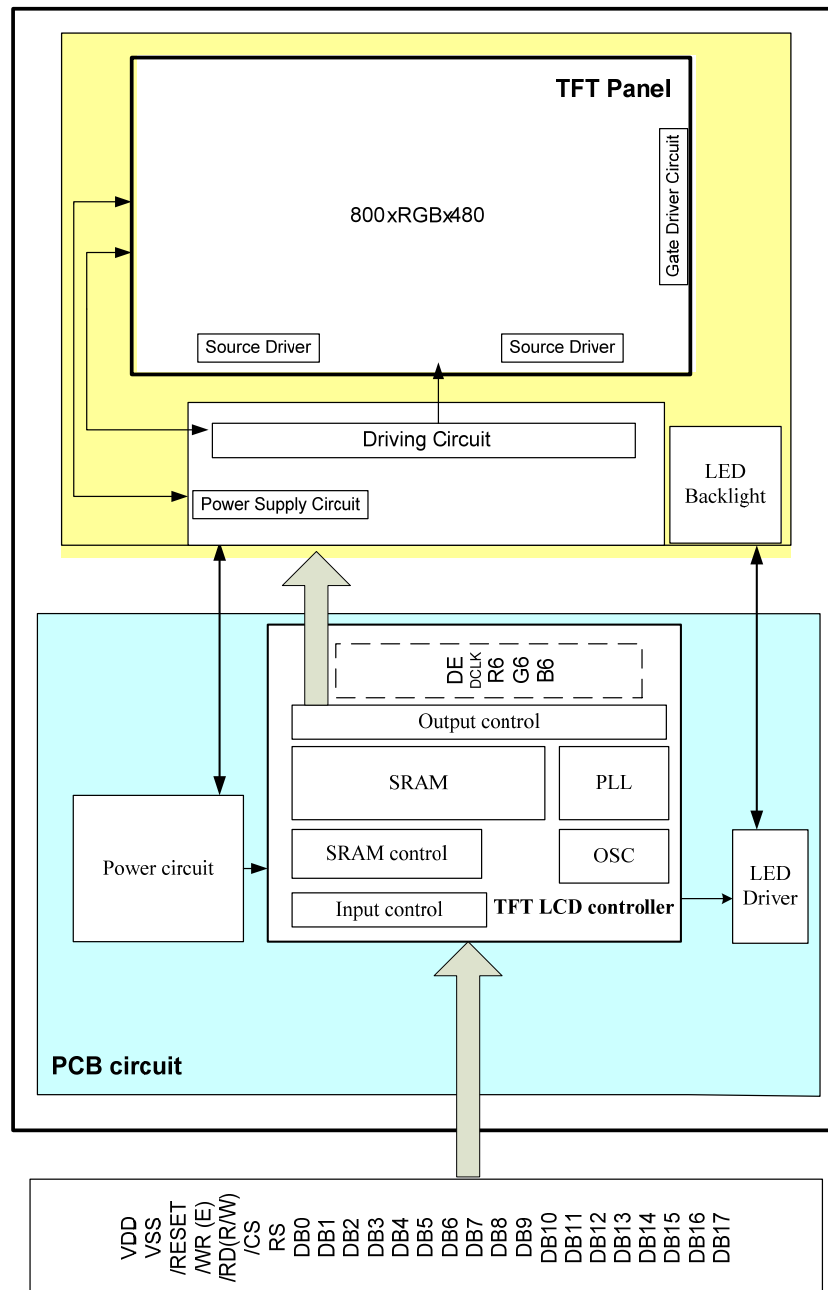 TFT Panel
Gate Driver Circuit
800xRGBx480
Source Driver
Source Driver
Driving Circuit
Power Supply Circuit
LED
Backlight
DE
DCLK
R6
G6
B6
Output control
SRAM
PLL
Power circuit
SRAM control
OSC
Input control
TFT LCD controller
LED
Driver
PCB circuit
VDD
VSS
/RESET
/WR (E)
/RD(R/W)
/CS
RS
DB0
DB1
DB2
DB3
DB4
DB5
DB6
DB7
DB8
DB9
DB10
DB11
DB12
DB13
DB14
DB15
DB16
DB17